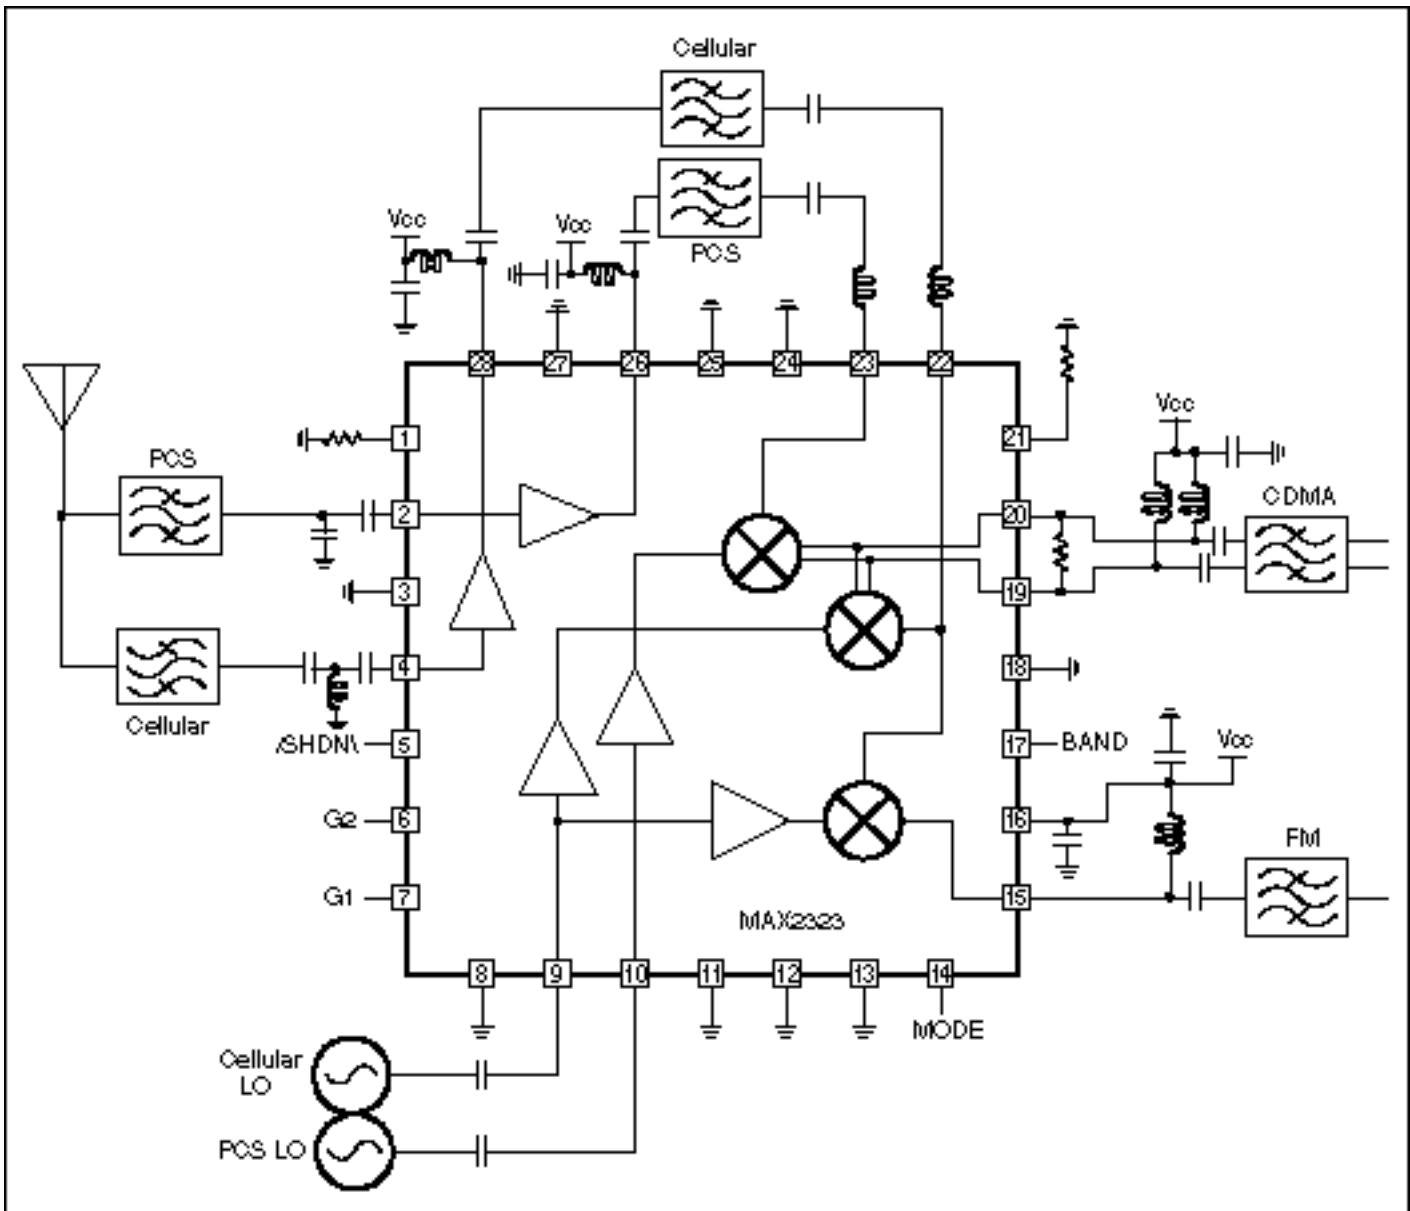 Cellular
PCS
Vcc
Vcc
28
27
26
25
24
23
22
1
21
Vcc
PCS
2
20
CDMA
3
19
4
18
Cellular
/SHDN\
5
17
BAND
Vcc
G2
6
16
FM
G1
7
15
MAX2323
8
9
10
11
12
13
14
MODE
Cellular
LO
PCS LO